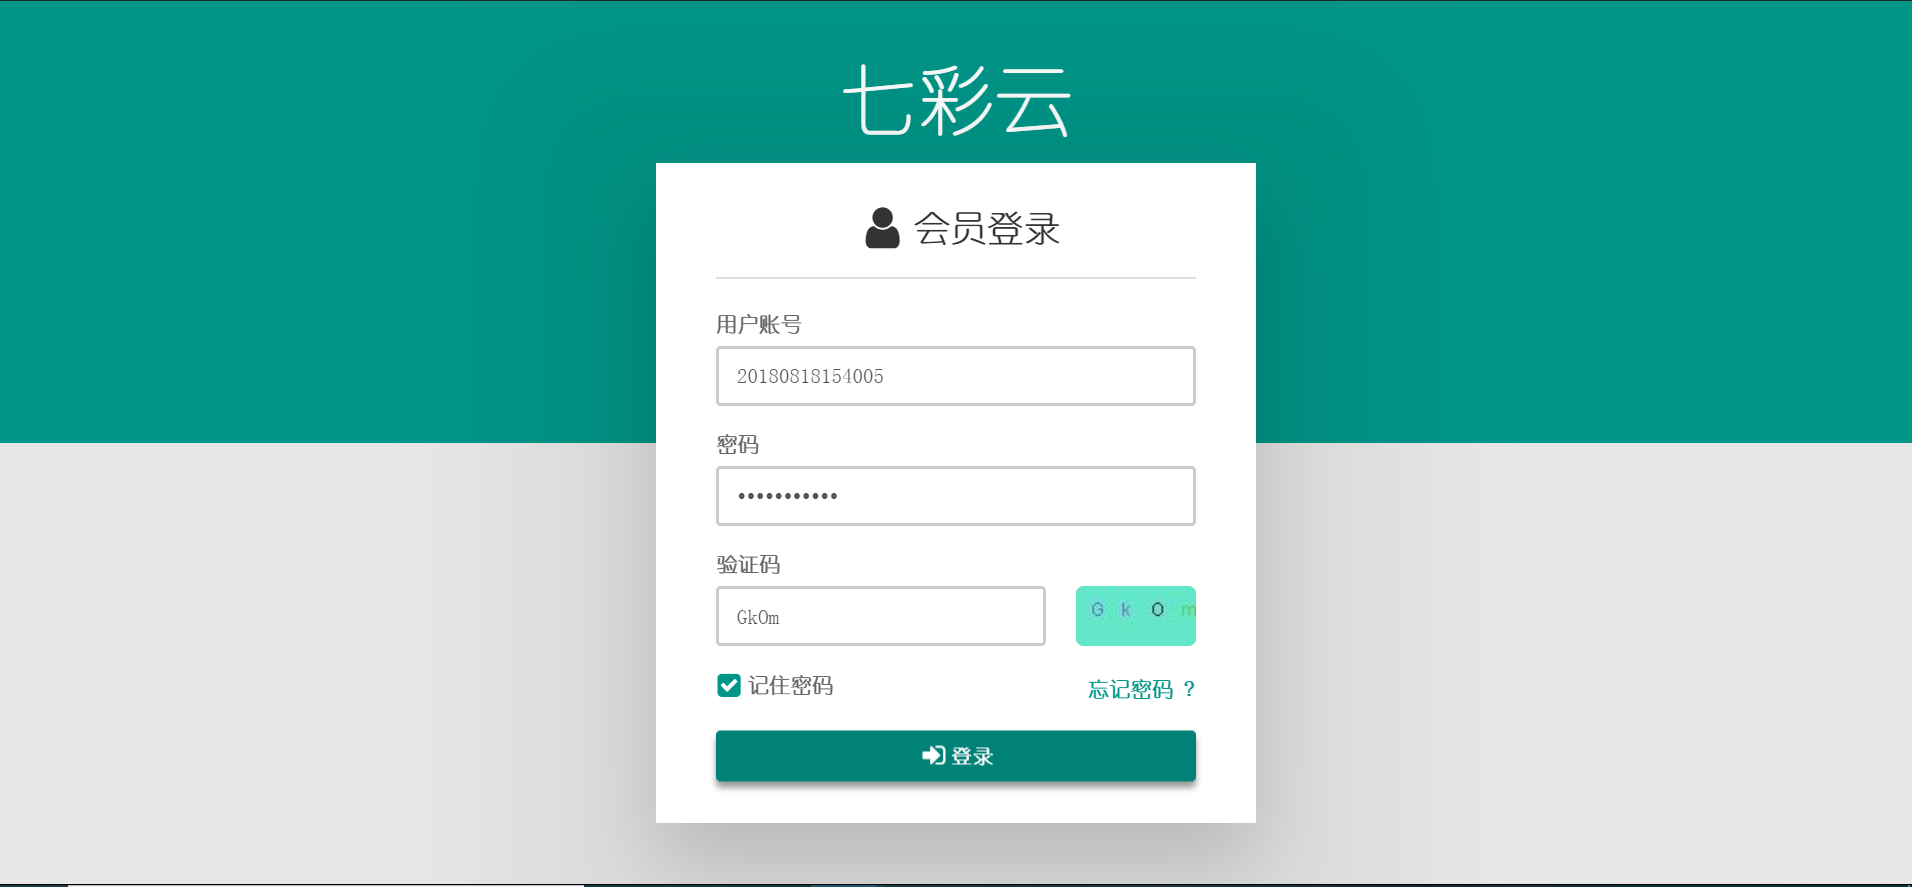 七彩云
会员登录
用户账号
20180818154005
密码
•••••••••••
验证码
GkOm
G k O m
记住密码
忘记密码 ?
登录